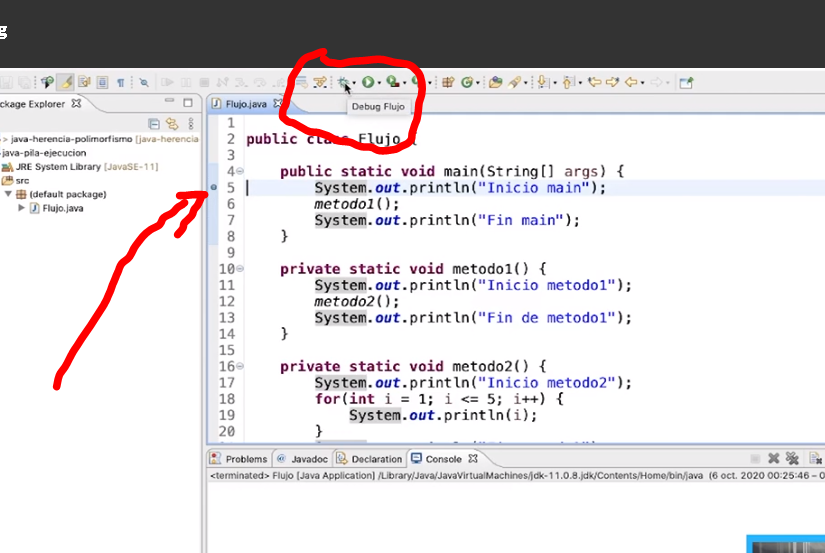 g
Debug Flujo
ackage Explorer
Flujo.java
> java-herencia-polimorfismo [java-herencia
java-pila-ejecucion
JRE System Library [JavaSE-11]
src
(default package)
Flujo.java
1
2 public class Flujo {
3
4 public static void main(String[] args) {
5 System.out.println("Inicio main");
6 metodo1();
7 System.out.println("Fin main");
8 }
9
10 private static void metodo1() {
11 System.out.println("Inicio metodo1");
12 metodo2();
13 System.out.println("Fin de metodo1");
14 }
15
16 private static void metodo2() {
17 System.out.println("Inicio metodo2");
18 for(int i = 1; i <= 5; i++) {
19 System.out.println(i);
20 }
Problems Javadoc Declaration Console
<terminated> Flujo [Java Application] /Library/Java/JavaVirtualMachines/jdk-11.0.8.jdk/Contents/Home/bin/java (6 oct. 2020 00:25:46 – 0